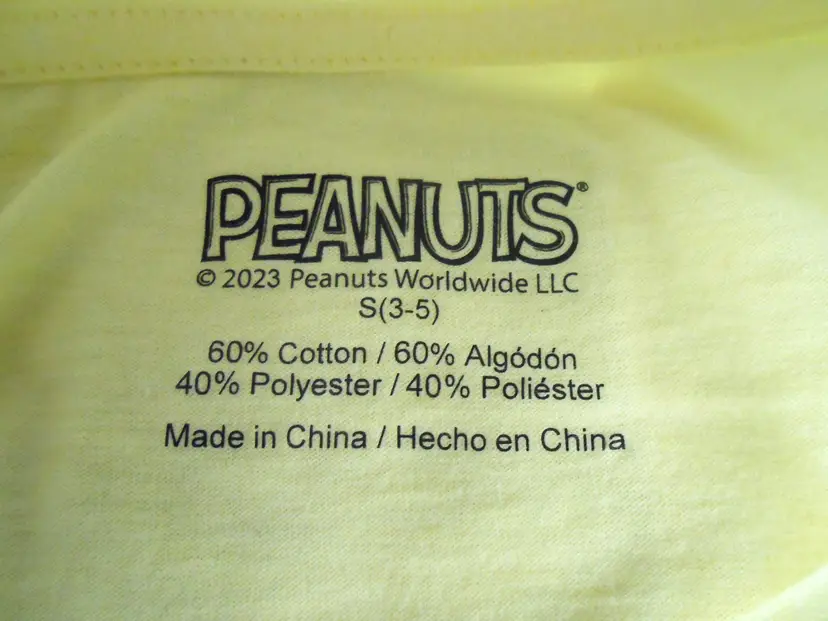 PEANUTS®
© 2023 Peanuts Worldwide LLC
S(3-5)
60% Cotton / 60% Algódón
40% Polyester / 40% Poliéster
Made in China / Hecho en China